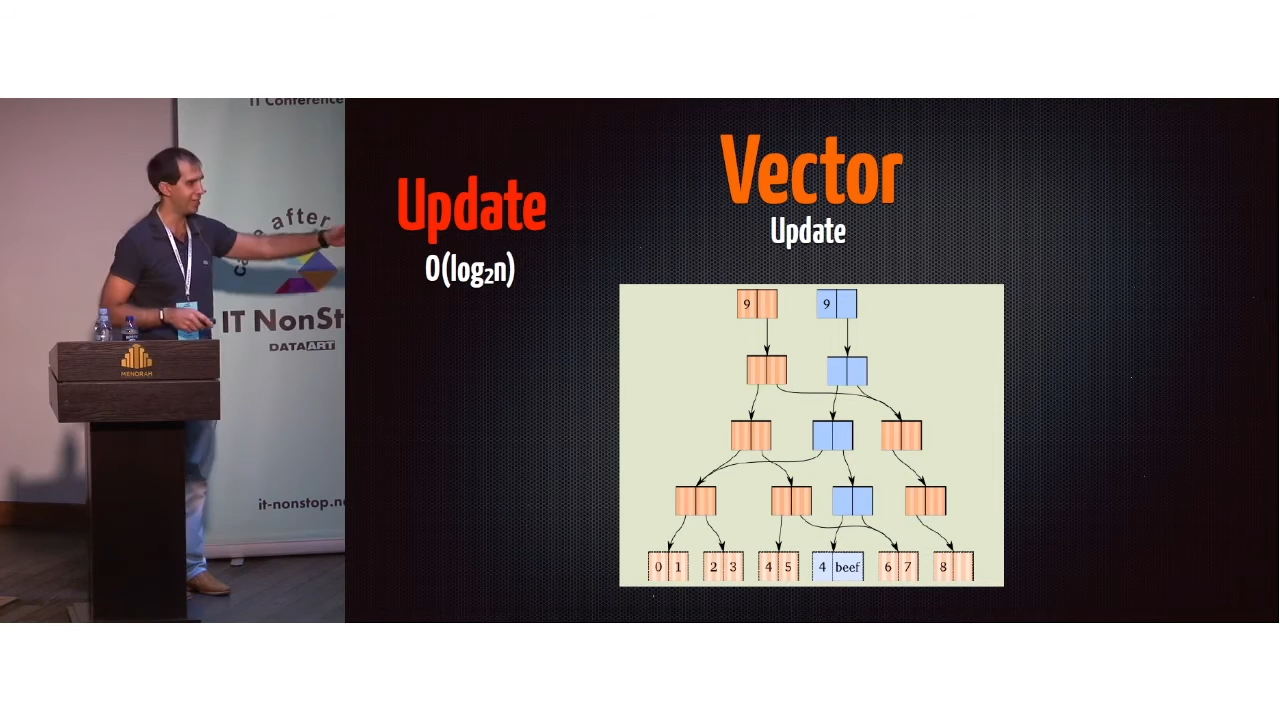 IT Conference
after
IT NonSt
DATAART
it-nonstop.ne
MENORAH
Update
O(log₂n)
Vector
Update
9
9
0 1
2 3
4 5
4 beef
6 7
8